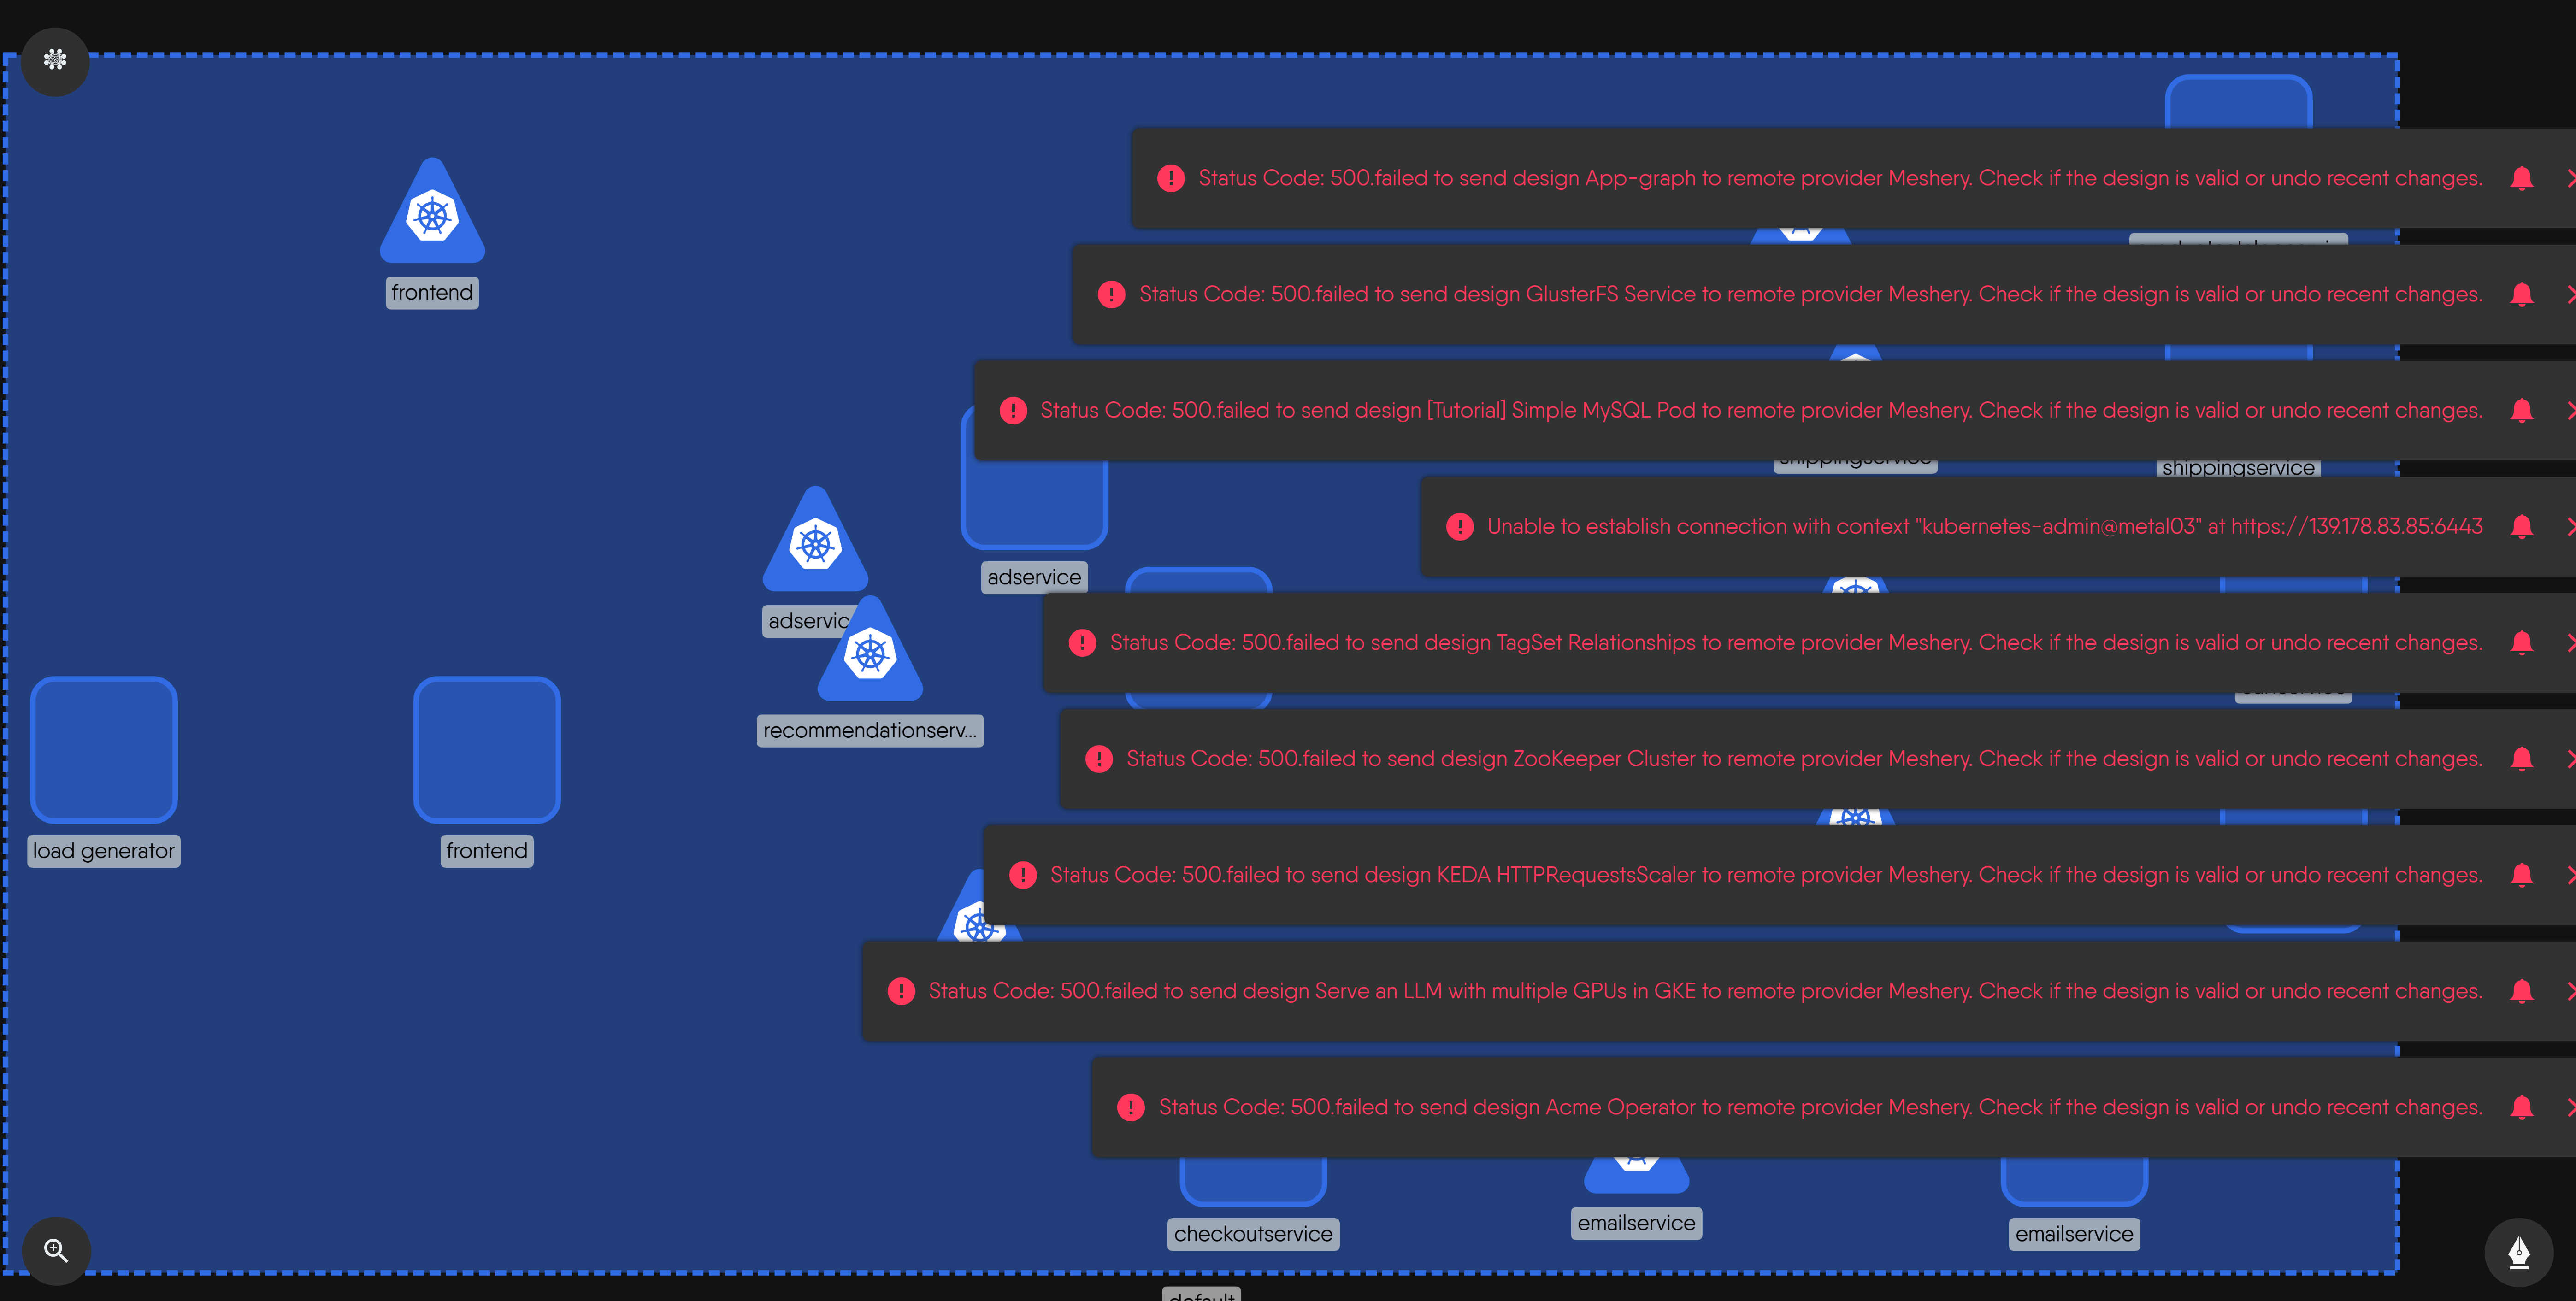 Status Code: 500.failed to send design App-graph to remote provider Meshery. Check if the design is valid or undo recent changes.
frontend
Status Code: 500.failed to send design GlusterFS Service to remote provider Meshery. Check if the design is valid or undo recent changes.
Status Code: 500.failed to send design [Tutorial] Simple MySQL Pod to remote provider Meshery. Check if the design is valid or undo recent changes.
shippingservice
shippingservice
Unable to establish connection with context "kubernetes-admin@metal03" at https://139.178.83.85:6443
adservice
adservic
Status Code: 500.failed to send design TagSet Relationships to remote provider Meshery. Check if the design is valid or undo recent changes.
recommendationserv...
Status Code: 500.failed to send design ZooKeeper Cluster to remote provider Meshery. Check if the design is valid or undo recent changes.
load generator
frontend
Status Code: 500.failed to send design KEDA HTTPRequestsScaler to remote provider Meshery. Check if the design is valid or undo recent changes.
Status Code: 500.failed to send design Serve an LLM with multiple GPUs in GKE to remote provider Meshery. Check if the design is valid or undo recent changes.
Status Code: 500.failed to send design Acme Operator to remote provider Meshery. Check if the design is valid or undo recent changes.
checkoutservice
emailservice
emailservice
default